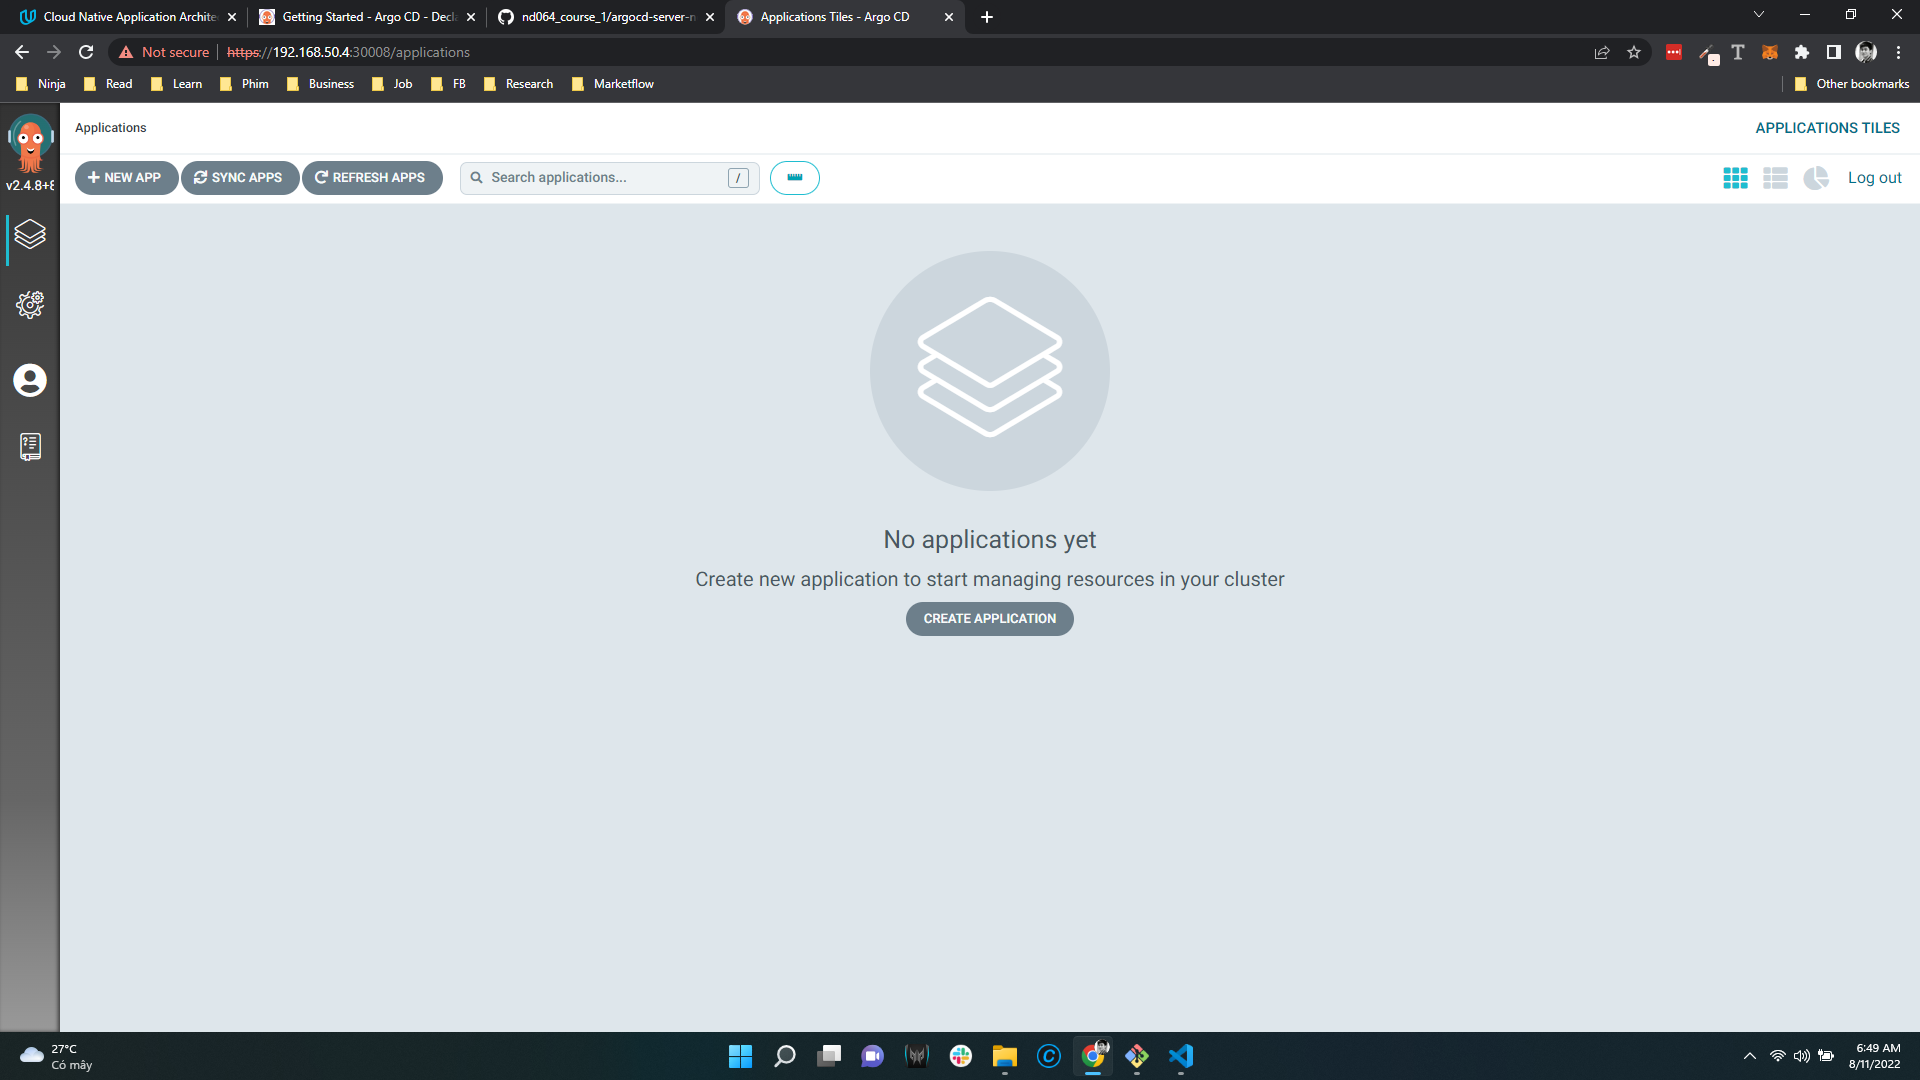 Cloud Native Application Archite
Getting Started - Argo CD - Decla
nd064_course_1/argocd-server-n
Applications Tiles - Argo CD
Not secure
https://192.168.50.4:30008/applications
Ninja
Read
Learn
Phim
Business
Job
FB
Research
Marketflow
Other bookmarks
Applications
APPLICATIONS TILES
v2.4.8+8
NEW APP
SYNC APPS
REFRESH APPS
Search applications...
/
Log out
No applications yet
Create new application to start managing resources in your cluster
CREATE APPLICATION
27°C
Có mây
6:49 AM
8/11/2022